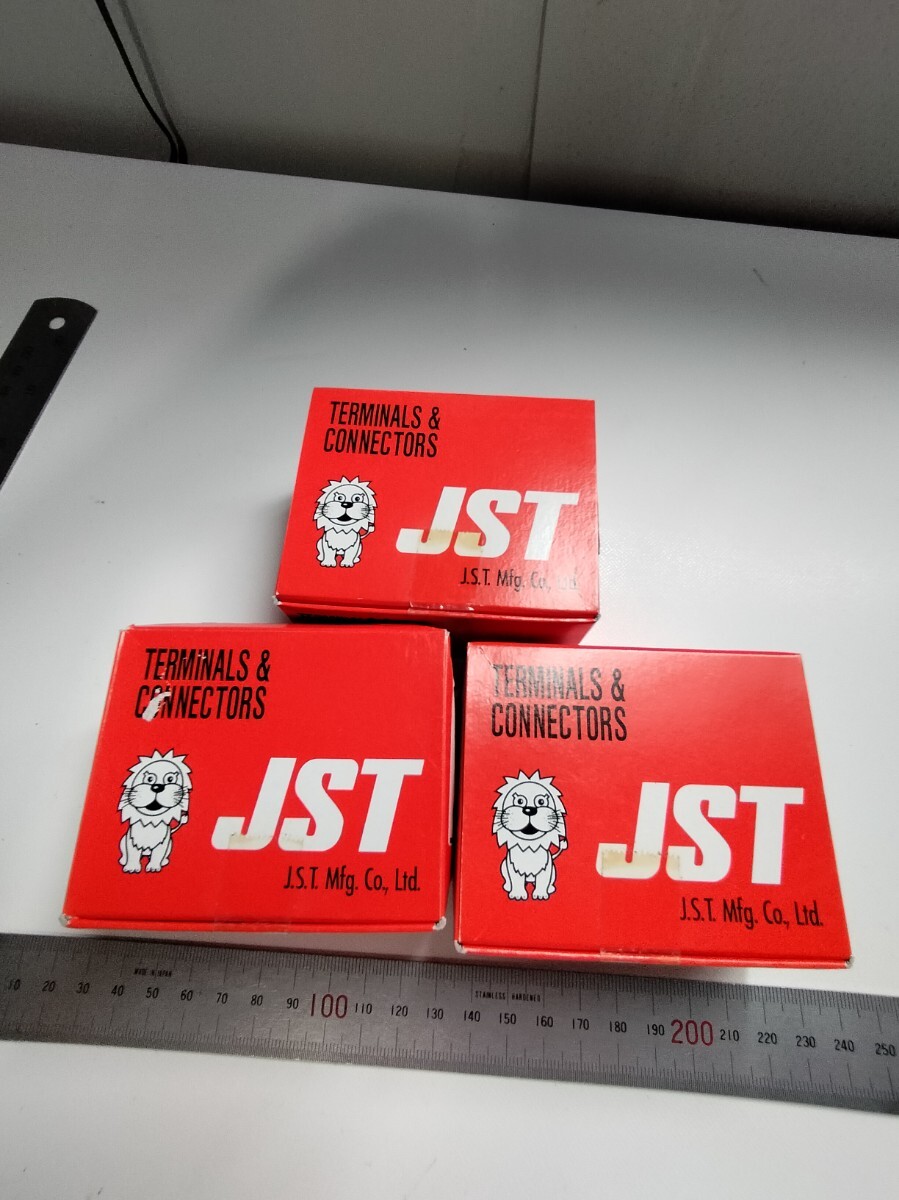 TERMINALS &
CONNECTORS
JST
J.S.T. Mfg. Co., Ltd.
TERMINALS &
CONNECTORS
JST
J.S.T. Mfg. Co., Ltd.
TERMINALS &
CONNECTORS
JST
J.S.T. Mfg. Co., Ltd.
MADE IN JAPAN
STAINLESS HARDENED
10 20 30 40 50 60 70 80 90 100 110 120 130 140 150 160 170 180 190 200 210 220 230 240 250